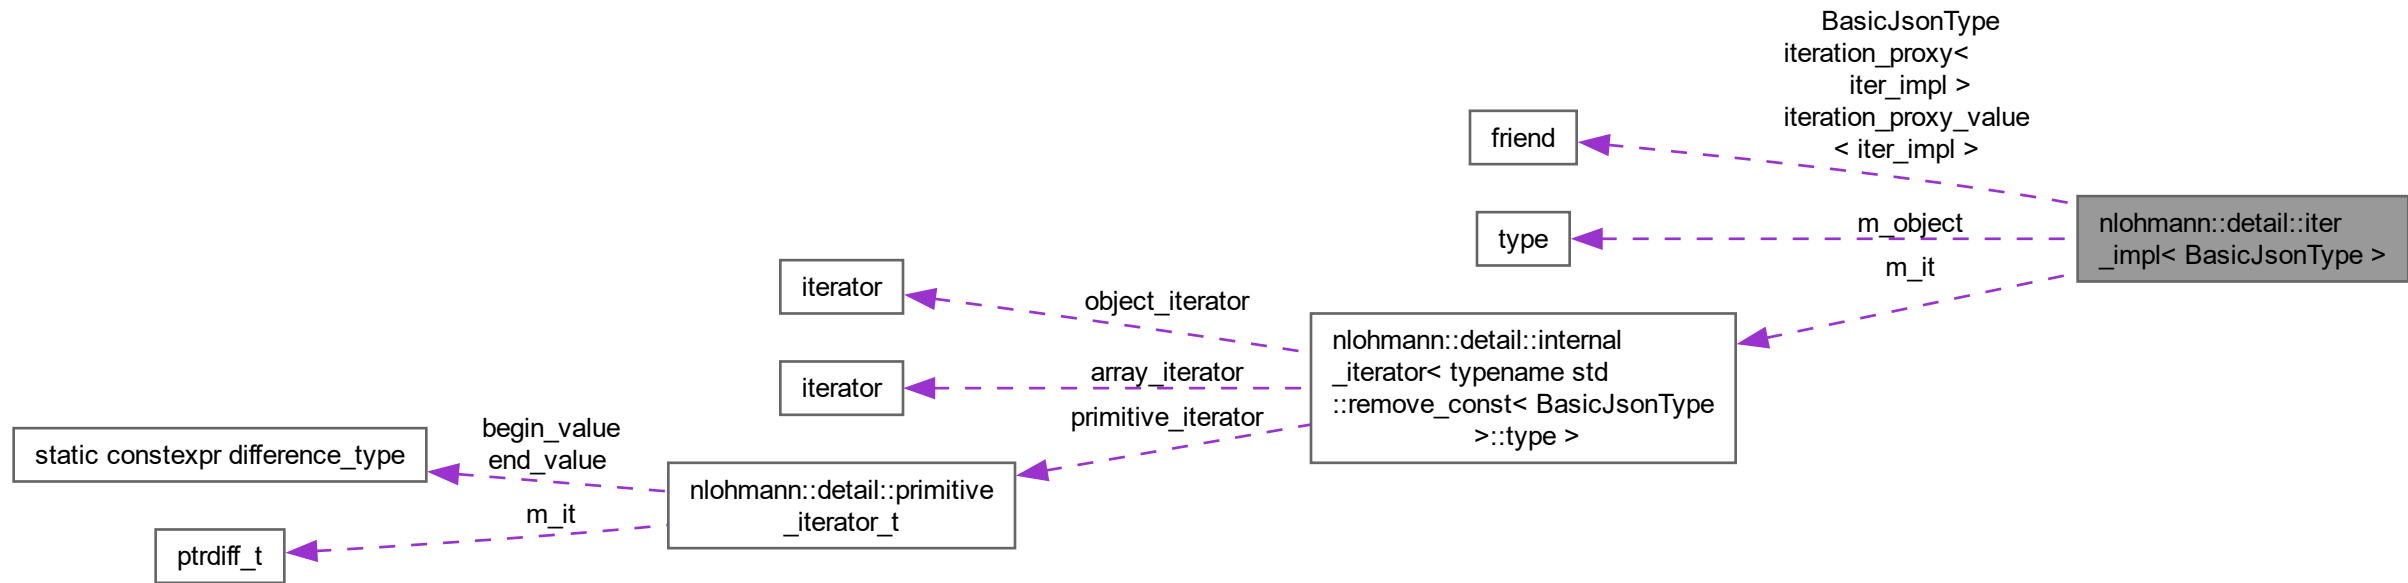 BasicJsonType
iteration_proxy<
iter_impl >
iteration_proxy_value
< iter_impl >
friend
nlohmann::detail::iter
_impl< BasicJsonType >
m_object
type
m_it
iterator
object_iterator
nlohmann::detail::internal
_iterator< typename std
::remove_const< BasicJsonType
>::type >
array_iterator
iterator
primitive_iterator
begin_value
end_value
static constexpr difference_type
nlohmann::detail::primitive
_iterator_t
m_it
ptrdiff_t